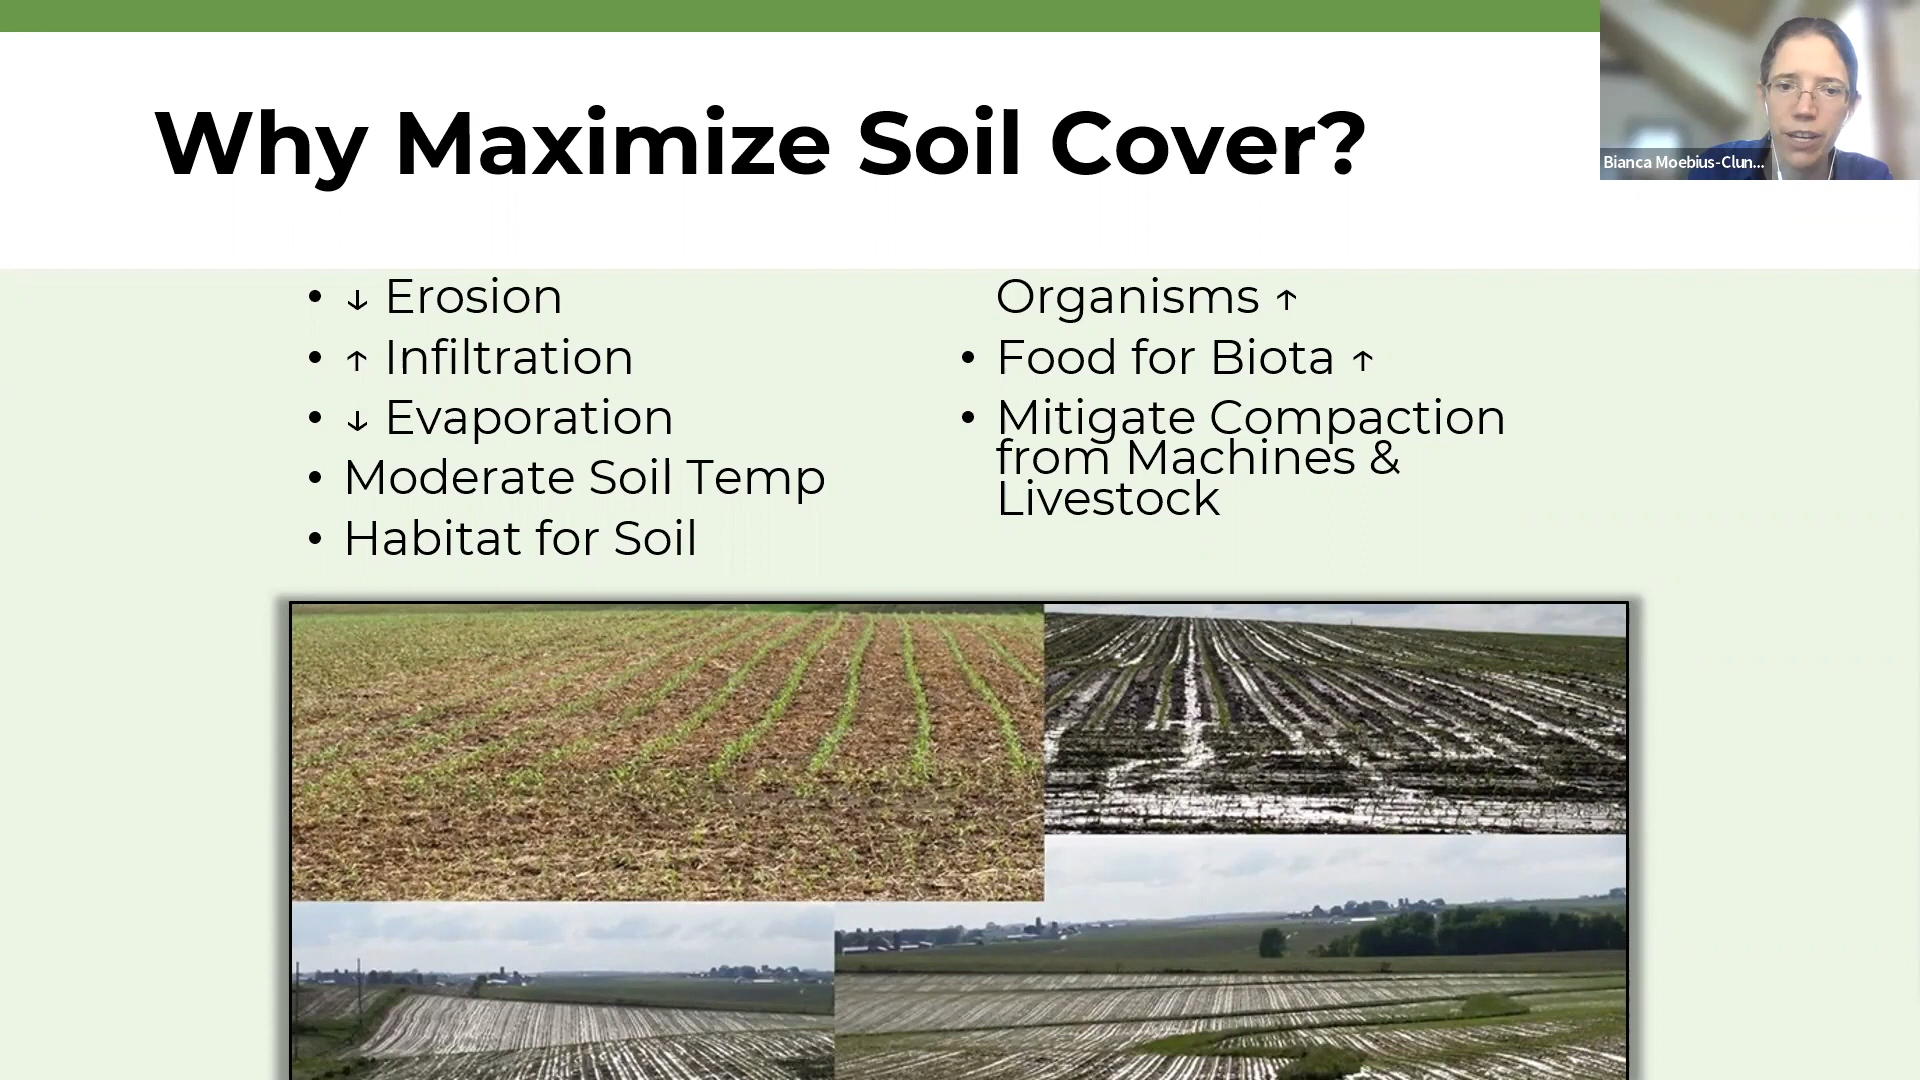 Why Maximize Soil Cover?
Bianca Moebius-Clun...
• ↓ Erosion
• ↑ Infiltration
• ↓ Evaporation
• Moderate Soil Temp
• Habitat for Soil
Organisms ↑
• Food for Biota ↑
• Mitigate Compaction
from Machines &
Livestock